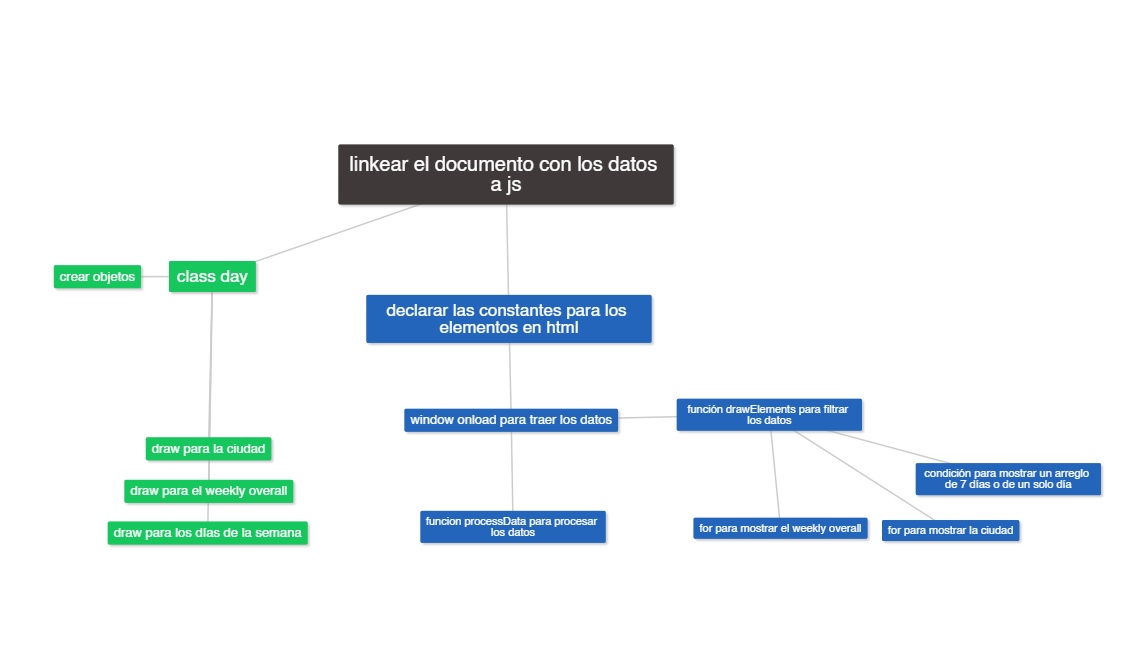 linkear el documento con los datos
a js
crear objetos
class day
declarar las constantes para los
elementos en html
window onload para traer los datos
función drawElements para filtrar
los datos
draw para la ciudad
draw para el weekly overall
draw para los días de la semana
funcion processData para procesar
los datos
for para mostrar el weekly overall
for para mostrar la ciudad
condición para mostrar un arreglo
de 7 días o de un solo día